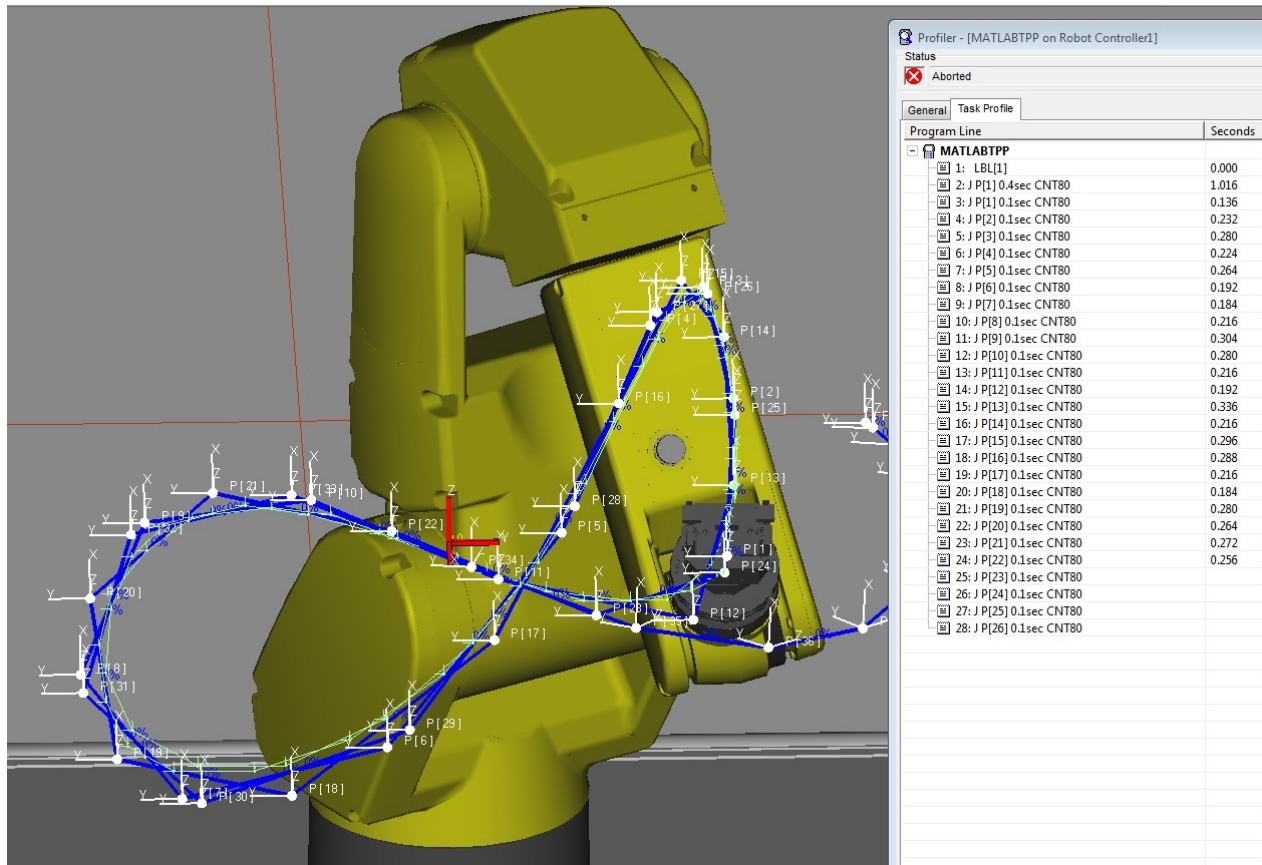 Profiler - [MATLABTPP on Robot Controller1]
Status
Aborted
General Task Profile
Program Line Seconds
MATLABTPP
1: LBL[1] 0.000
2: J P[1] 0.4sec CNT80 1.016
3: J P[1] 0.1sec CNT80 0.136
4: J P[2] 0.1sec CNT80 0.232
5: J P[3] 0.1sec CNT80 0.280
6: J P[4] 0.1sec CNT80 0.224
7: J P[5] 0.1sec CNT80 0.264
8: J P[6] 0.1sec CNT80 0.192
9: J P[7] 0.1sec CNT80 0.184
10: J P[8] 0.1sec CNT80 0.216
11: J P[9] 0.1sec CNT80 0.304
12: J P[10] 0.1sec CNT80 0.280
13: J P[11] 0.1sec CNT80 0.216
14: J P[12] 0.1sec CNT80 0.192
15: J P[13] 0.1sec CNT80 0.336
16: J P[14] 0.1sec CNT80 0.216
17: J P[15] 0.1sec CNT80 0.296
18: J P[16] 0.1sec CNT80 0.288
19: J P[17] 0.1sec CNT80 0.216
20: J P[18] 0.1sec CNT80 0.184
21: J P[19] 0.1sec CNT80 0.280
22: J P[20] 0.1sec CNT80 0.264
23: J P[21] 0.1sec CNT80 0.272
24: J P[22] 0.1sec CNT80 0.256
25: J P[23] 0.1sec CNT80
26: J P[24] 0.1sec CNT80
27: J P[25] 0.1sec CNT80
28: J P[26] 0.1sec CNT80
P[4]
P[14]
P[16]
P[2]
P[25]
P[13]
P[21]
P[10]
P[28]
P[22]
P[5]
P[1]
P[24]
P[11]
P[20]
P[12]
P[17]
P[8]
P[31]
P[29]
P[6]
P[18]
P[30]